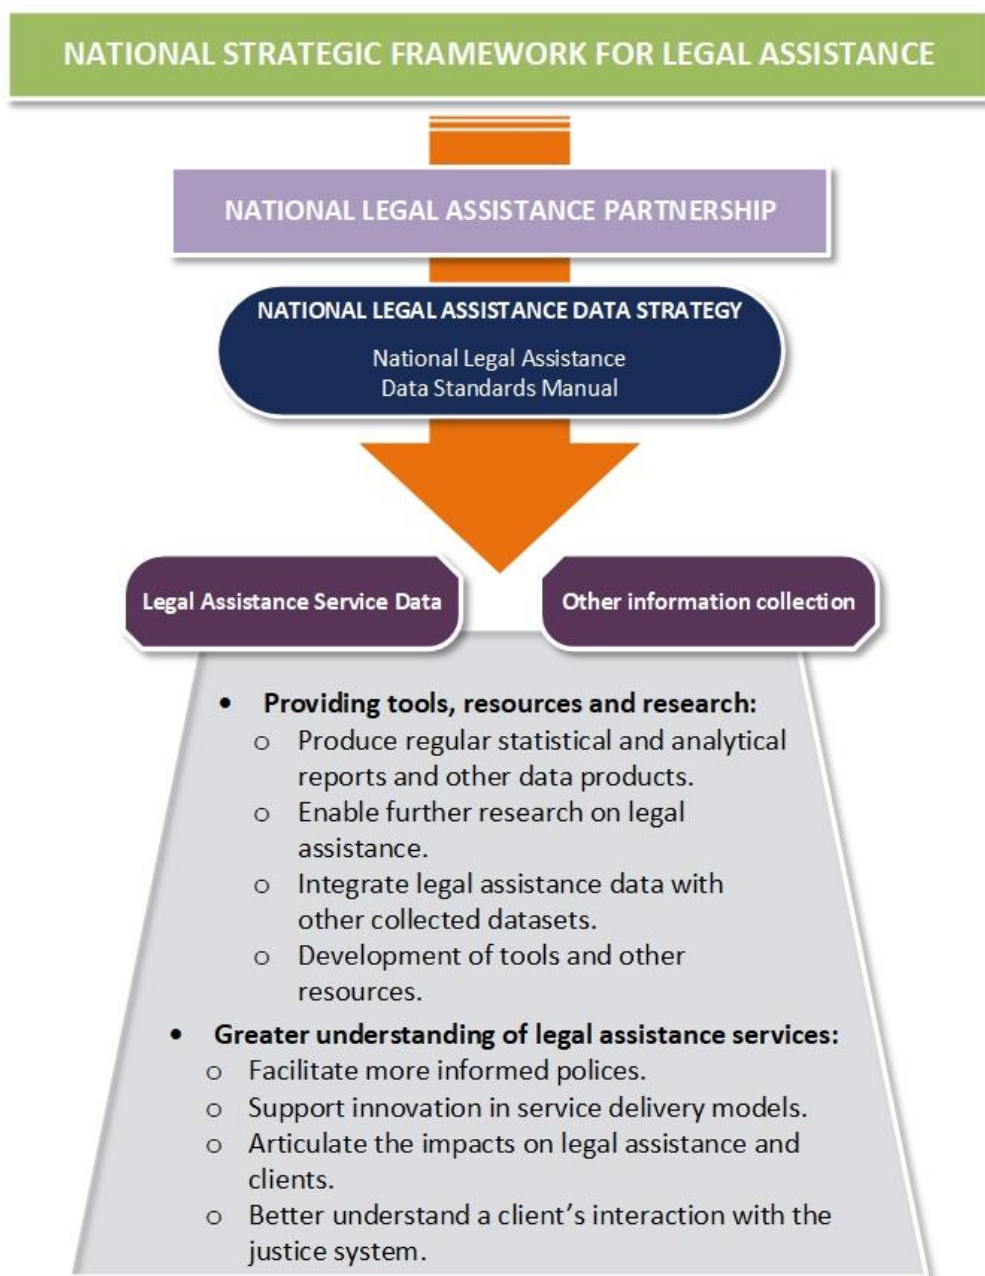 NATIONAL STRATEGIC FRAMEWORK FOR LEGAL ASSISTANCE
NATIONAL LEGAL ASSISTANCE PARTNERSHIP
NATIONAL LEGAL ASSISTANCE DATA STRATEGY
National Legal Assistance
Data Standards Manual
Legal Assistance Service Data
Other information collection
• Providing tools, resources and research:
o Produce regular statistical and analytical
reports and other data products.
o Enable further research on legal
assistance.
o Integrate legal assistance data with
other collected datasets.
o Development of tools and other
resources.
• Greater understanding of legal assistance services:
o Facilitate more informed polices.
o Support innovation in service delivery models.
o Articulate the impacts on legal assistance and
clients.
o Better understand a client’s interaction with the
justice system.